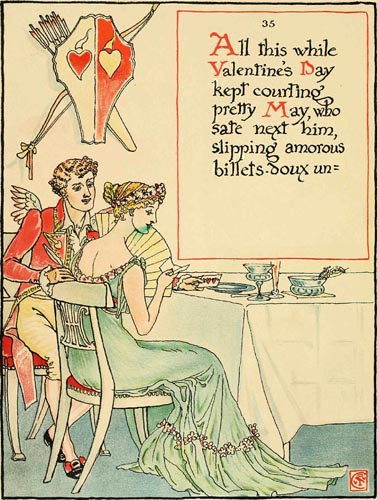 35
All this while
Valentine's Day
kept courting
pretty May, who
sate next him,
slipping amorous
billets-doux un=